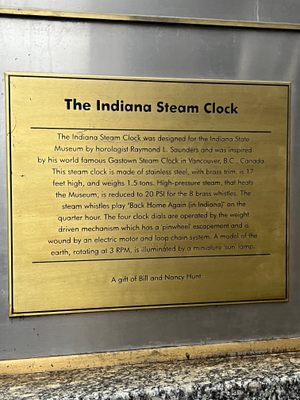 The Indiana Steam Clock
The Indiana Steam Clock was designed for the Indiana State
Museum by horologist Raymond L. Saunders and was inspired
by his world famous Gastown Steam Clock in Vancouver, B.C., Canada.
This steam clock is made of stainless steel, with brass trim, is 17
feet high, and weighs 1.5 tons. High-pressure steam, that heats
the Museum, is reduced to 20 PSI for the 8 brass whistles. The
steam whistles play "Back Home Again (in Indiana)" on the
quarter hour. The four clock dials are operated by the weight
driven mechanism which has a 'pinwheel' escapement and is
wound by an electric motor and loop chain system. A model of the
earth, rotating at 3 RPM, is illuminated by a miniature 'sun' lamp.
A gift of Bill and Nancy Hunt